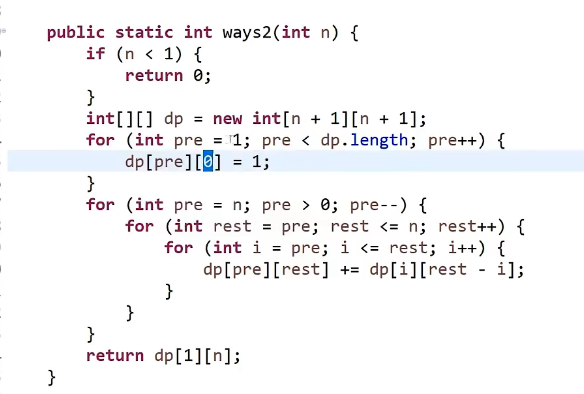 public static int ways2(int n) {
if (n < 1) {
return 0;
}
int[][] dp = new int[n + 1][n + 1];
for (int pre = 1; pre < dp.length; pre++) {
dp[pre][0] = 1;
}
for (int pre = n; pre > 0; pre--) {
for (int rest = pre; rest <= n; rest++) {
for (int i = pre; i <= rest; i++) {
dp[pre][rest] += dp[i][rest - i];
}
}
}
return dp[1][n];
}